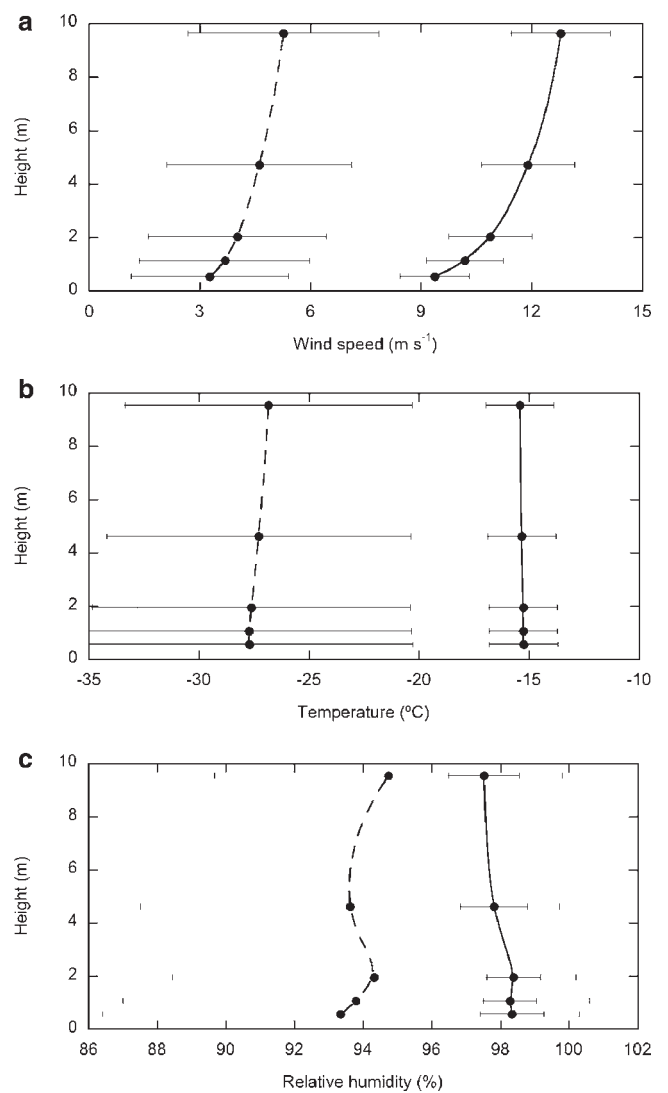 a
10
8
6
4
2
0
Height (m)
0 3 6 9 12 15
Wind speed (m s⁻¹)
b
10
8
6
4
2
0
Height (m)
-35 -30 -25 -20 -15 -10
Temperature (ºC)
c
10
8
6
4
2
0
Height (m)
86 88 90 92 94 96 98 100 102
Relative humidity (%)